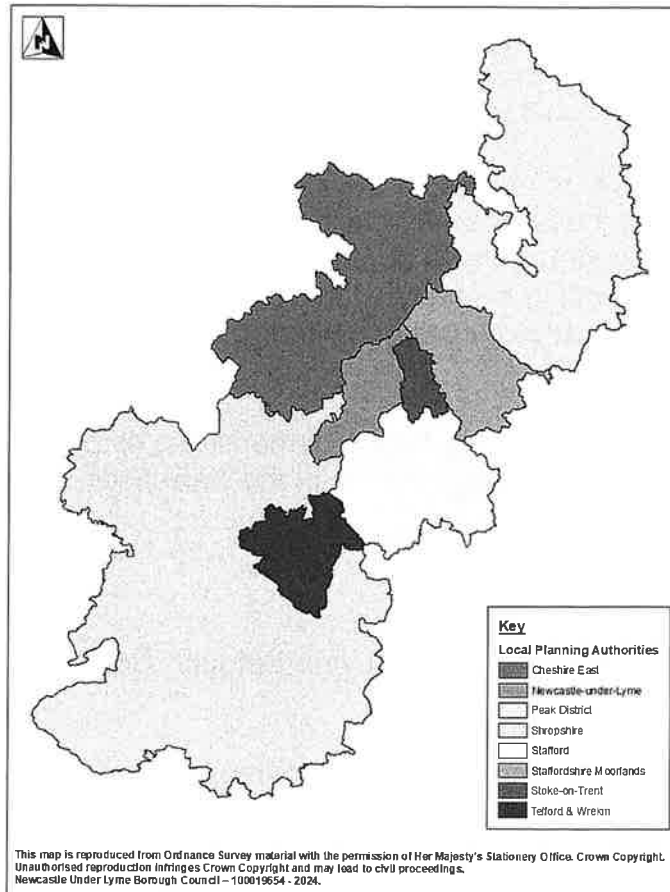 N
Key
Local Planning Authorities
Cheshire East
Newcastle-under-Lyme
Peak District
Shropshire
Stafford
Staffordshire Moorlands
Stoke-on-Trent
Telford & Wrekin
This map is reproduced from Ordnance Survey material with the permission of Her Majesty's Stationery Office. Crown Copyright.
Unauthorised reproduction infringes Crown Copyright and may lead to civil proceedings.
Newcastle Under Lyme Borough Council – 100019654 - 2024.